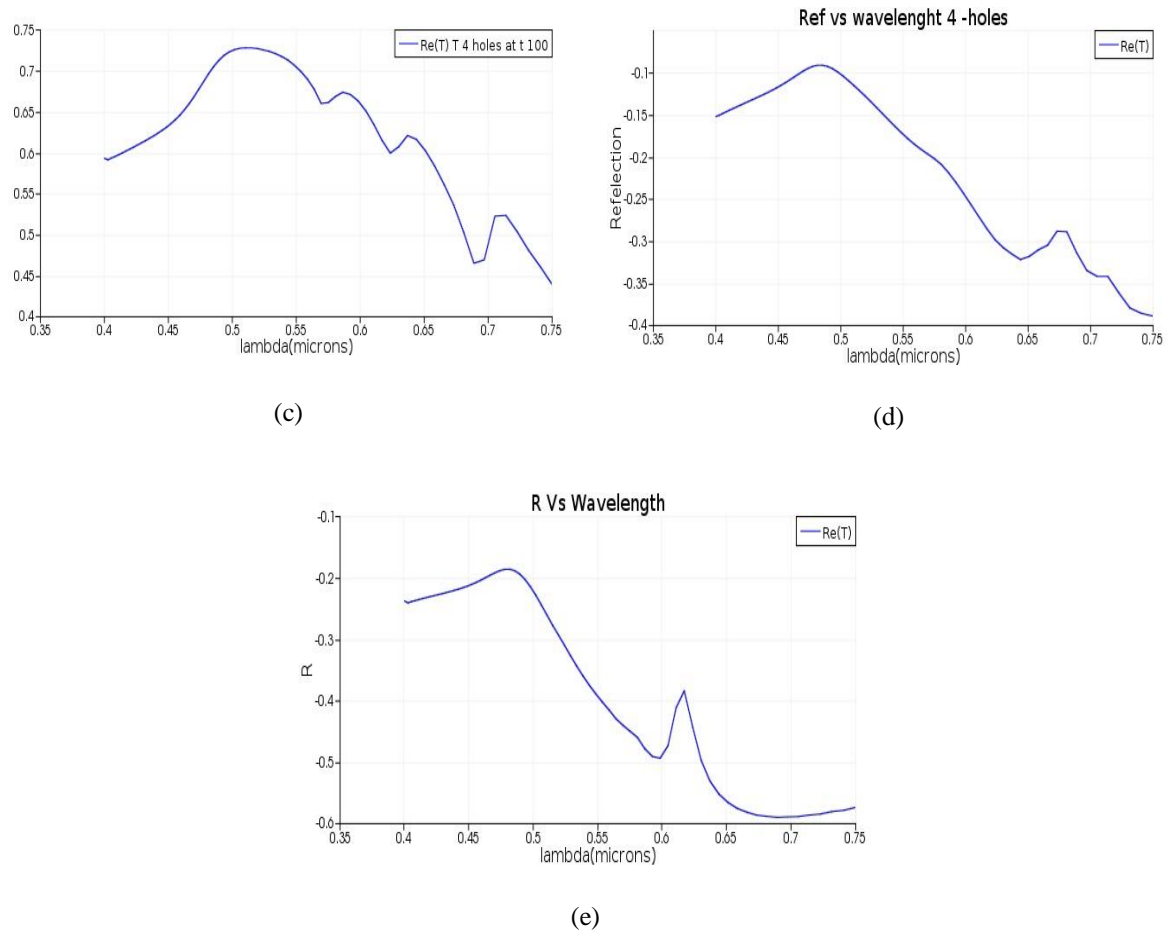 0.75
Re(T) T 4 holes at t 100
0.7
0.65
0.6
0.55
0.5
0.45
0.4
0.35 0.4 0.45 0.5 0.55 0.6 0.65 0.7 0.75
lambda(microns)
(c)
Ref vs wavelenght 4 -holes
Re(T)
-0.1
-0.15
-0.2
-0.25
-0.3
-0.35
-0.4
Refelection
0.35 0.4 0.45 0.5 0.55 0.6 0.65 0.7 0.75
lambda(microns)
(d)
R Vs Wavelength
Re(T)
-0.1
-0.2
-0.3
-0.4
-0.5
-0.6
R
0.35 0.4 0.45 0.5 0.55 0.6 0.65 0.7 0.75
lambda(microns)
(e)